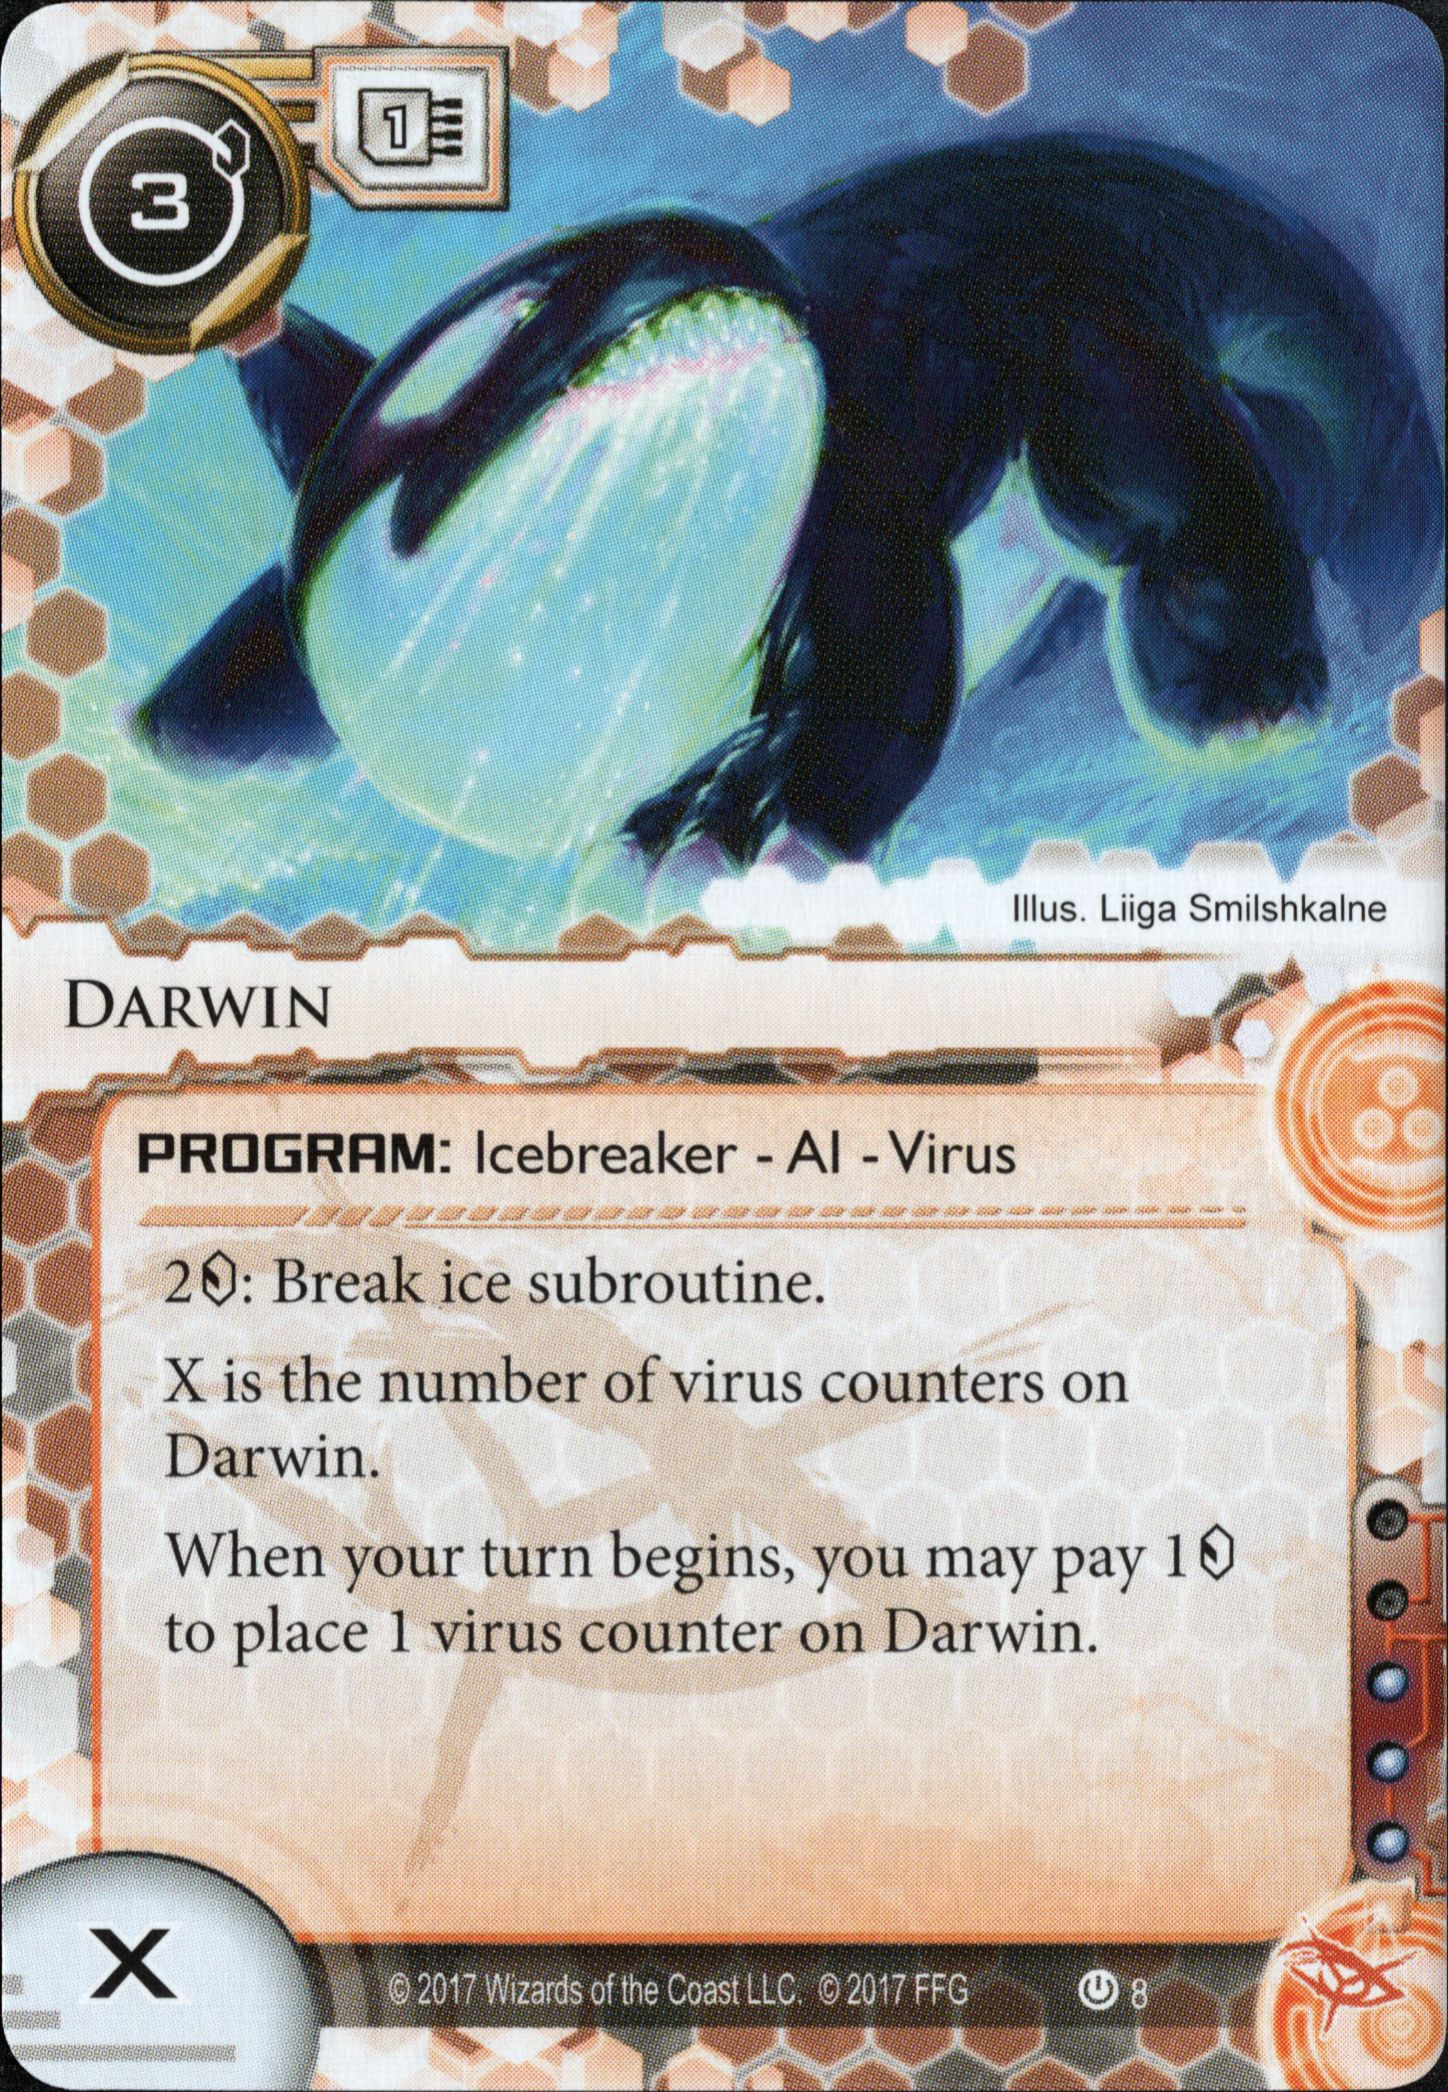 3
1
Illus. Liiga Smilshkalne
DARWIN
PROGRAM: Icebreaker - AI - Virus
2: Break ice subroutine.
X is the number of virus counters on
Darwin.
When your turn begins, you may pay 1
to place 1 virus counter on Darwin.
X
© 2017 Wizards of the Coast LLC. © 2017 FFG
8